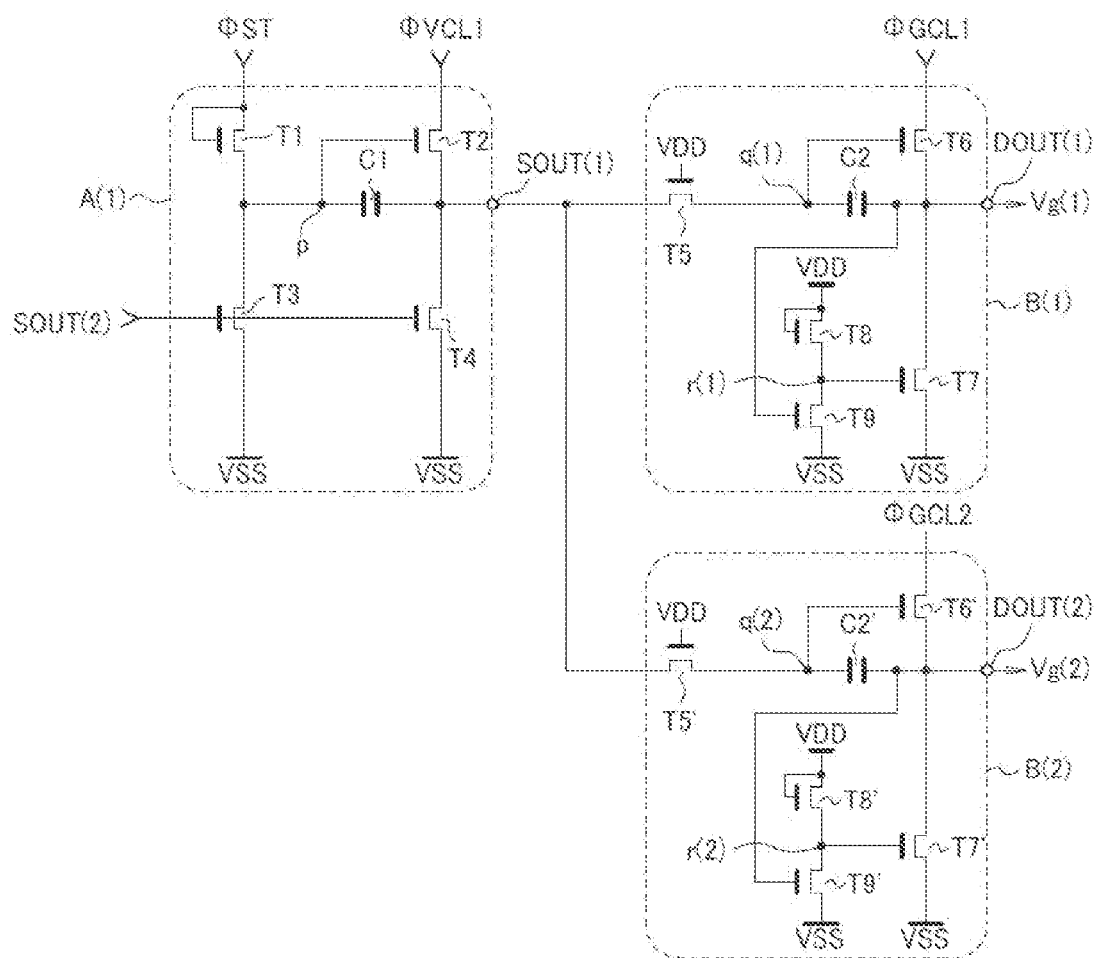 ΦST
ΦVCL1
ΦGCL1
A(1)
T1
T2
C1
p
SOUT(1)
T3
T4
SOUT(2)
VSS
VSS
VDD
T5
q(1)
C2
T6
DOUT(1)
Vg(1)
B(1)
VDD
T8
r(1)
T7
T9
VSS
VSS
ΦGCL2
VDD
T5'
q(2)
C2'
T6'
DOUT(2)
Vg(2)
B(2)
VDD
T8'
r(2)
T7'
T9'
VSS
VSS